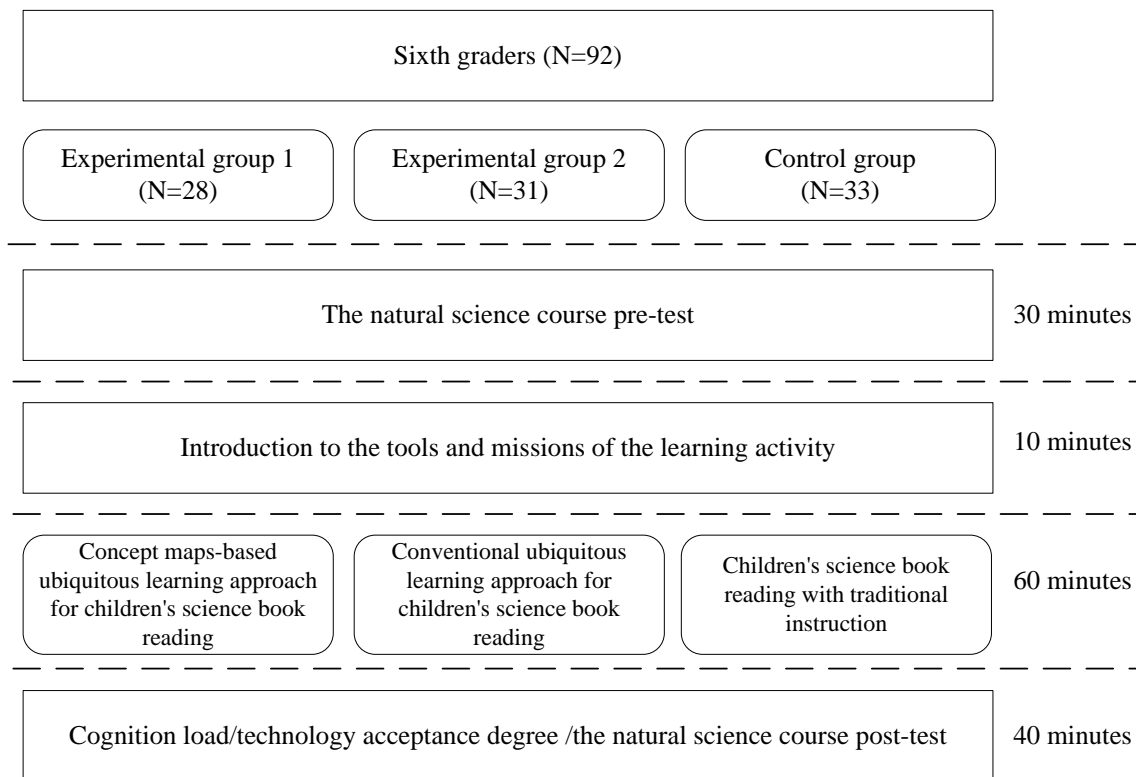 Sixth graders (N=92)
Experimental group 1
(N=28)
Experimental group 2
(N=31)
Control group
(N=33)
The natural science course pre-test
30 minutes
Introduction to the tools and missions of the learning activity
10 minutes
Concept maps-based
ubiquitous learning approach
for children's science book
reading
Conventional ubiquitous
learning approach for
children's science book
reading
Children's science book
reading with traditional
instruction
60 minutes
Cognition load/technology acceptance degree /the natural science course post-test
40 minutes